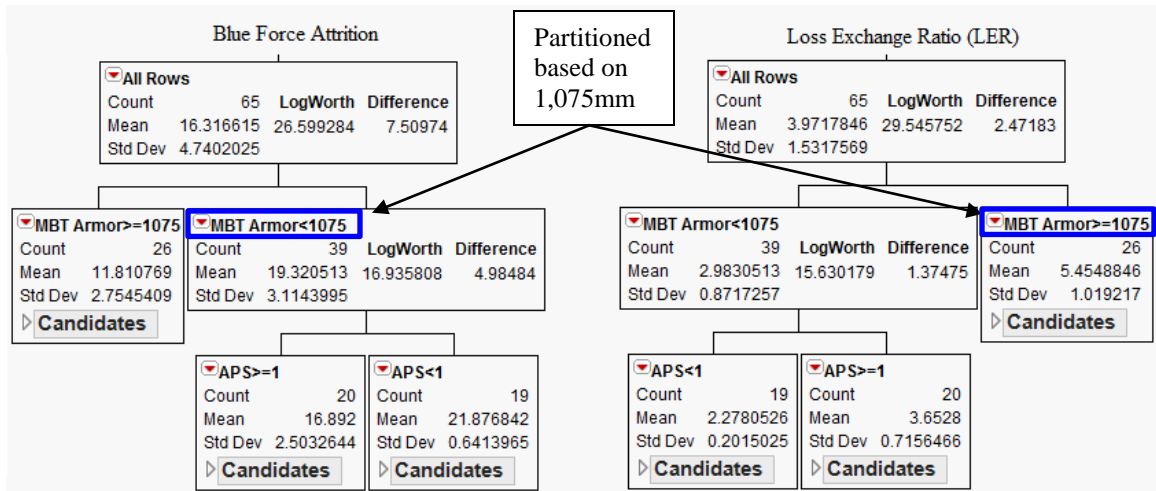 Blue Force Attrition
All Rows
Count 65 LogWorth Difference
Mean 16.316615 26.599284 7.50974
Std Dev 4.7402025
MBT Armor>=1075
Count 26
Mean 11.810769
Std Dev 2.7545409
Candidates
MBT Armor<1075
Count 39 LogWorth Difference
Mean 19.320513 16.935808 4.98484
Std Dev 3.1143995
APS>=1
Count 20
Mean 16.892
Std Dev 2.5032644
Candidates
APS<1
Count 19
Mean 21.876842
Std Dev 0.6413965
Candidates
Partitioned
based on
1,075mm
Loss Exchange Ratio (LER)
All Rows
Count 65 LogWorth Difference
Mean 3.9717846 29.545752 2.47183
Std Dev 1.5317569
MBT Armor<1075
Count 39 LogWorth Difference
Mean 2.9830513 15.630179 1.37475
Std Dev 0.8717257
MBT Armor>=1075
Count 26
Mean 5.4548846
Std Dev 1.019217
Candidates
APS<1
Count 19
Mean 2.2780526
Std Dev 0.2015025
Candidates
APS>=1
Count 20
Mean 3.6528
Std Dev 0.7156466
Candidates